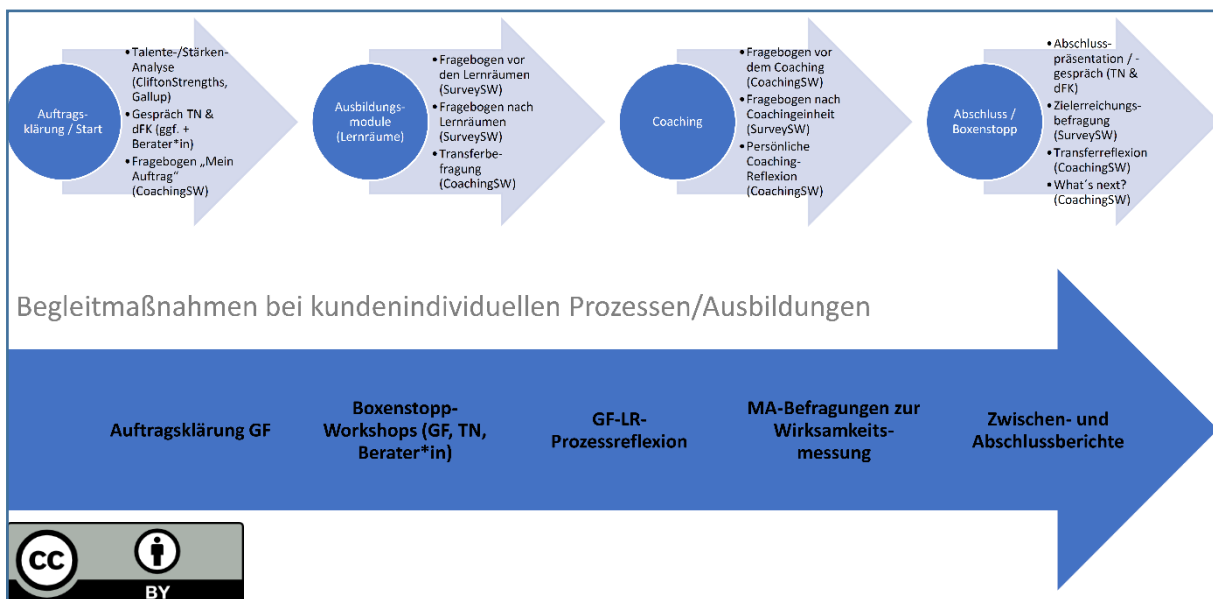 Auftrags-
klärung / Start
• Talente-/Stärken-
Analyse
(CliftonStrengths,
Gallup)
• Gespräch TN &
dFK (ggf. +
Berater*in)
• Fragebogen „Mein
Auftrag“
(CoachingSW)
Ausbildungs-
module
(Lernräume)
• Fragebogen vor
den Lernräumen
(SurveySW)
• Fragebogen nach
Lernräumen
(SurveySW)
• Transferbe-
fragung
(CoachingSW)
Coaching
• Fragebogen vor
dem Coaching
(CoachingSW)
• Fragebogen nach
Coachingeinheit
(SurveySW)
• Persönliche
Coaching-
Reflexion
(CoachingSW)
Abschluss /
Boxenstopp
• Abschluss-
präsentation / -
gespräch (TN &
dFK)
• Zielerreichungs-
befragung
(SurveySW)
• Transferreflexion
(CoachingSW)
• What´s next?
(CoachingSW)
Begleitmaßnahmen bei kundenindividuellen Prozessen/Ausbildungen
Auftragsklärung GF
Boxenstopp-
Workshops (GF, TN,
Berater*in)
GF-LR-
Prozessreflexion
MA-Befragungen zur
Wirksamkeits-
messung
Zwischen- und
Abschlussberichte
CC
BY